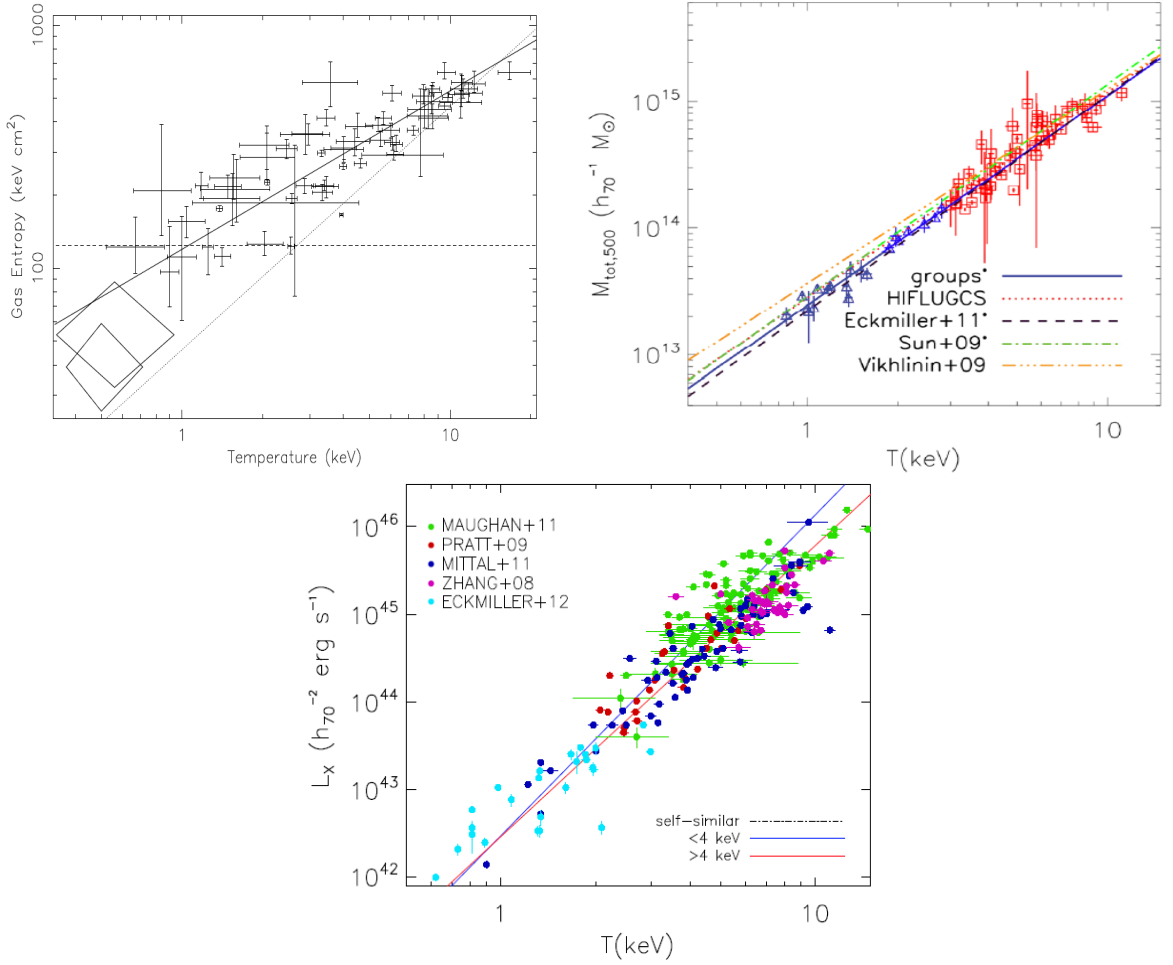 1000
100
Gas Entropy (keV cm²)
1
10
Temperature (keV)
10¹⁵
10¹⁴
10¹³
M_tot,500 (h₇₀⁻¹ M☉)
groups*
HIFLUGCS
Eckmiller+11*
Sun+09*
Vikhlinin+09
1
10
T(keV)
10⁴⁶
10⁴⁵
10⁴⁴
10⁴³
10⁴²
L_X (h₇₀⁻² erg s⁻¹)
MAUGHAN+11
PRATT+09
MITTAL+11
ZHANG+08
ECKMILLER+12
self-similar
<4 keV
>4 keV
1
10
T(keV)